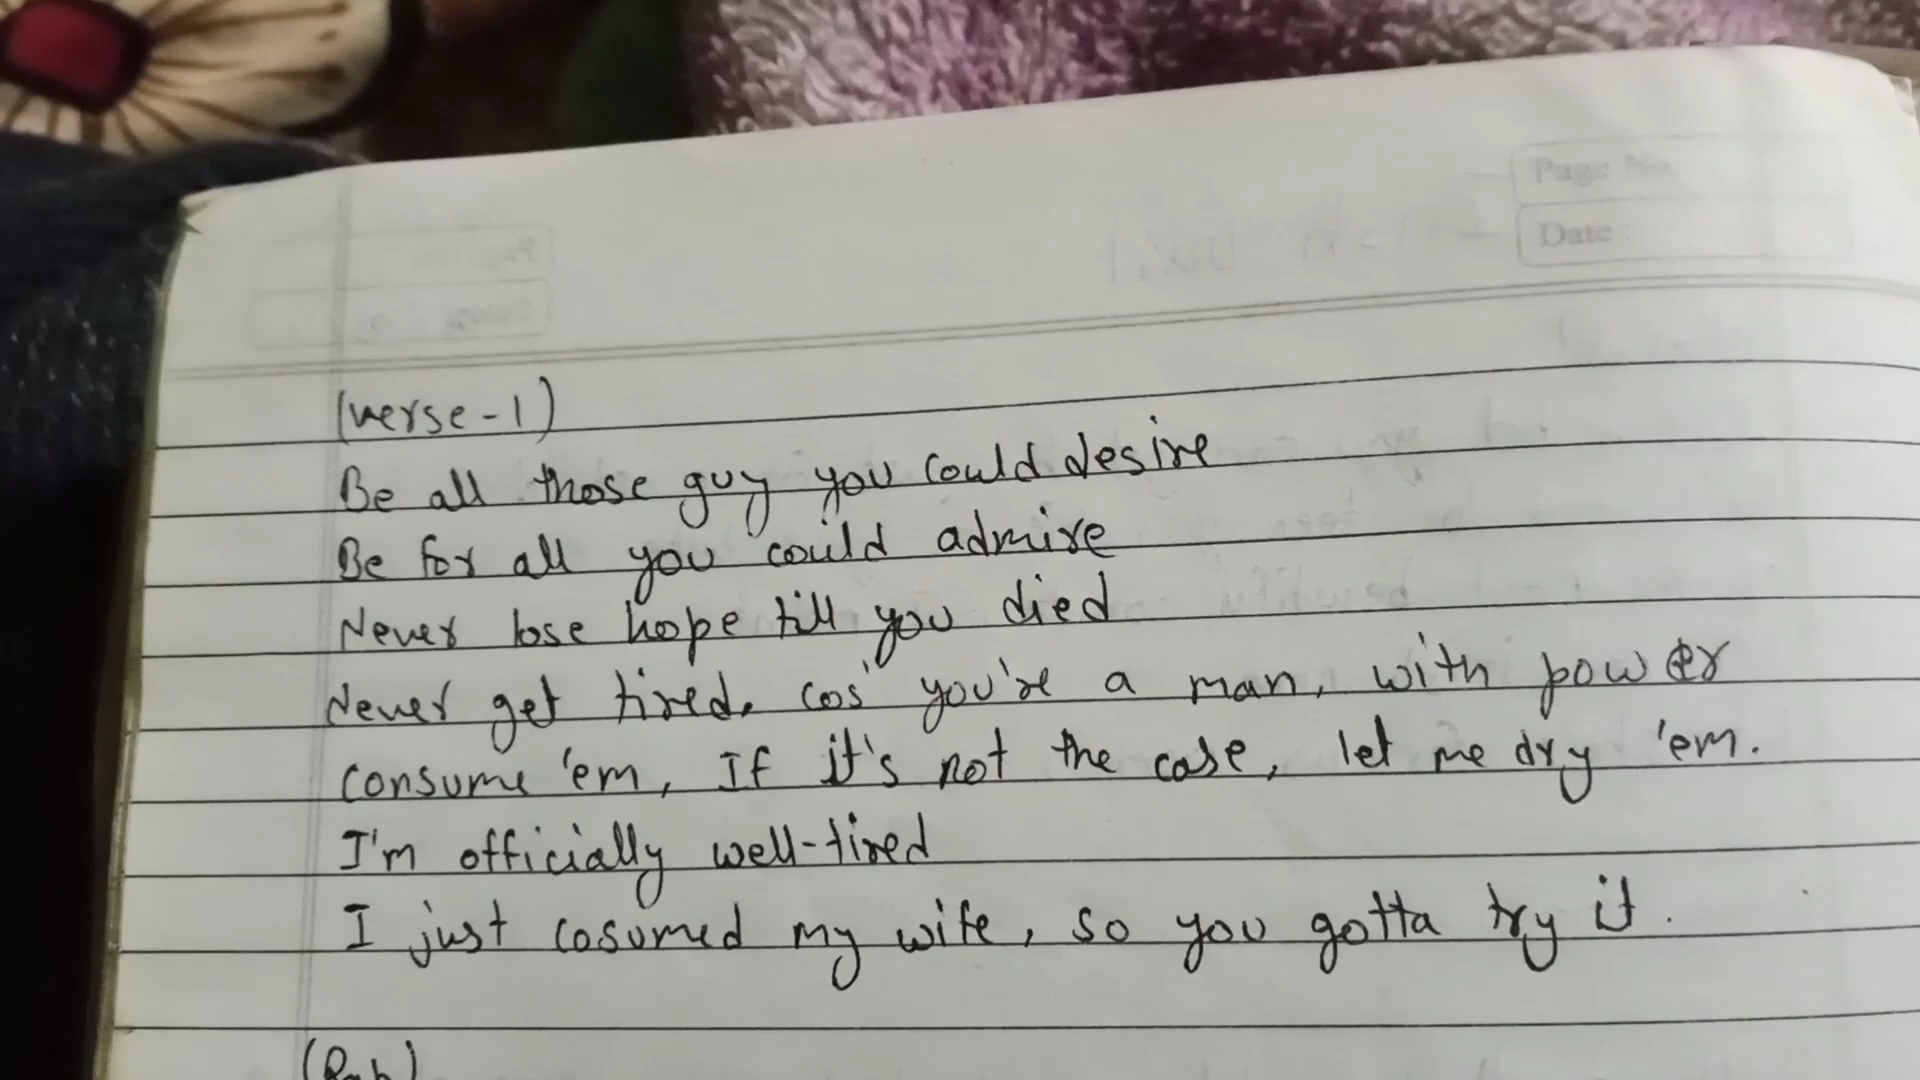 Page No.
Date
(verse-1)
Be all those guy you could desire
Be for all you could admire
Never lose hope till you died
Never get tired. cos' you're a man, with power
consume 'em, If it's not the case, let me dry 'em.
I'm officially well-tired
I just cosumed my wife, so you gotta try it.